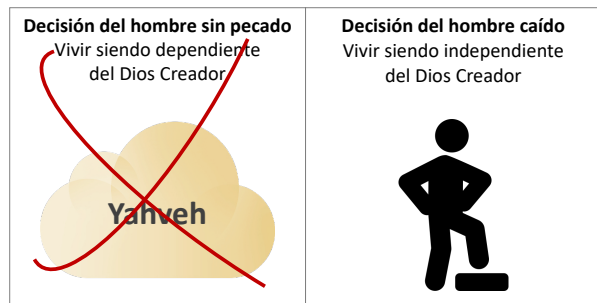 Decisión del hombre sin pecado
Vivir siendo dependiente
del Dios Creador
Yahveh
Decisión del hombre caído
Vivir siendo independiente
del Dios Creador